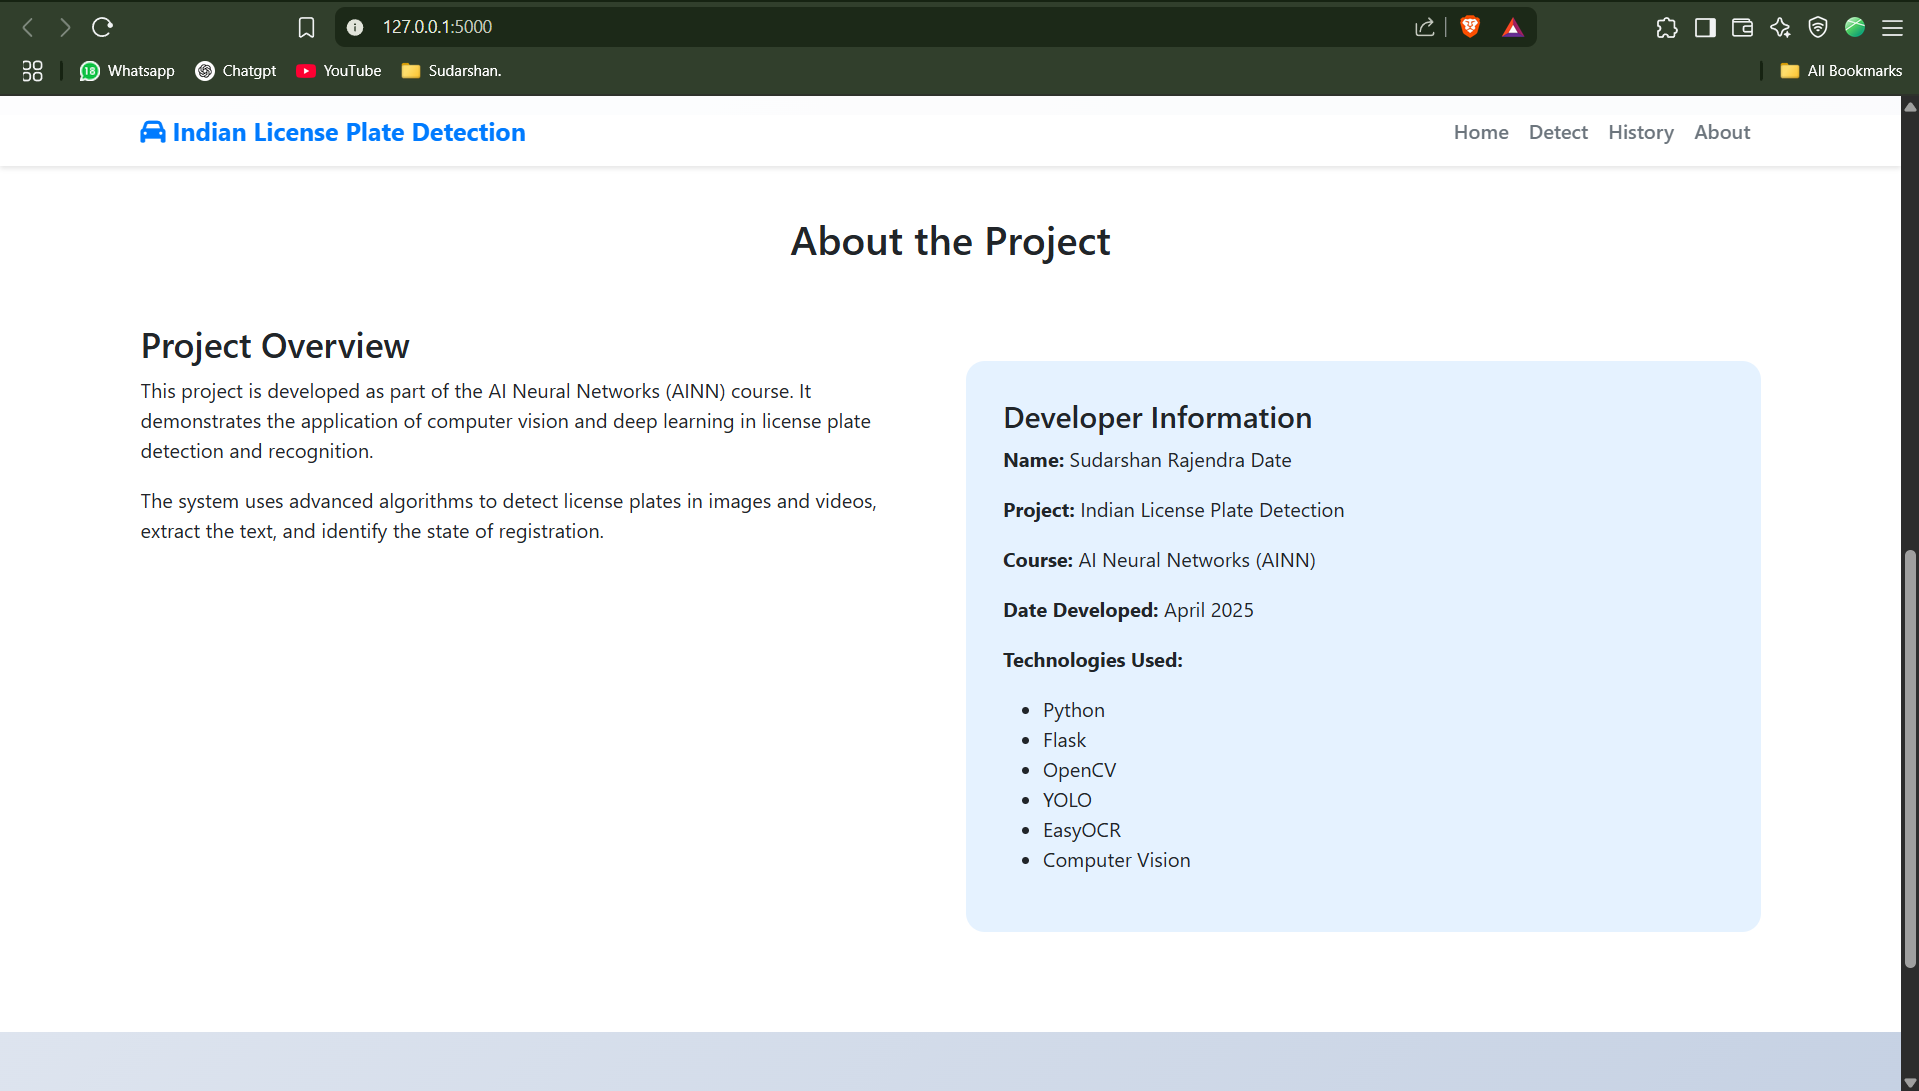 127.0.0.1:5000
18 Whatsapp Chatgpt YouTube Sudarshan. All Bookmarks
Indian License Plate Detection Home Detect History About
About the Project
Project Overview
This project is developed as part of the AI Neural Networks (AINN) course. It
demonstrates the application of computer vision and deep learning in license plate
detection and recognition.
The system uses advanced algorithms to detect license plates in images and videos,
extract the text, and identify the state of registration.
Developer Information
Name: Sudarshan Rajendra Date
Project: Indian License Plate Detection
Course: AI Neural Networks (AINN)
Date Developed: April 2025
Technologies Used:
• Python
• Flask
• OpenCV
• YOLO
• EasyOCR
• Computer Vision